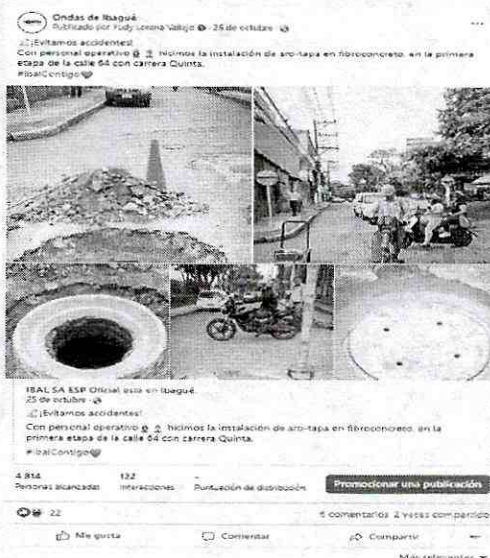 Ondas de Ibagué
Publicado por Yudy Lorena Vallejo · 26 de octubre ·
¡Evitamos accidentes!
Con personal operativo hicimos la instalación de aro-tapa en fibroconcreto, en la primera
etapa de la calle 64 con carrera Quinta.
#IbalContigo
IBAL SA ESP Oficial está en Ibagué.
25 de octubre ·
¡Evitamos accidentes!
Con personal operativo hicimos la instalación de aro-tapa en fibroconcreto, en la
primera etapa de la calle 64 con carrera Quinta.
#IbalContigo
4.814
Personas alcanzadas
122
Interacciones
-
Puntuación de distribución
Promocionar una publicación
22
6 comentarios 2 veces compartido
Me gusta
Comentar
Compartir
Más relevantes